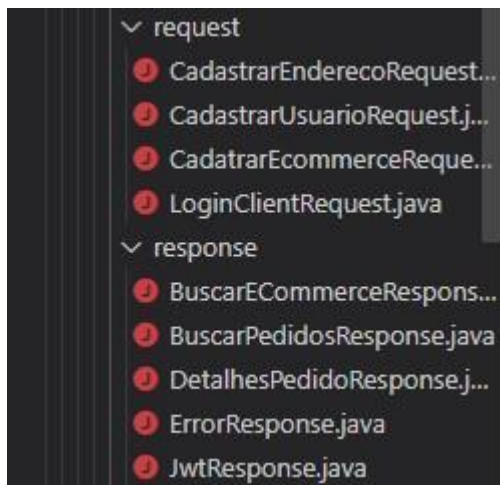 request
CadastrarEnderecoRequest...
CadastrarUsuarioRequest.j...
CadatrarEcommerceReque...
LoginClientRequest.java
response
BuscarECommerceRespons...
BuscarPedidosResponse.java
DetalhesPedidoResponse.j...
ErrorResponse.java
JwtResponse.java